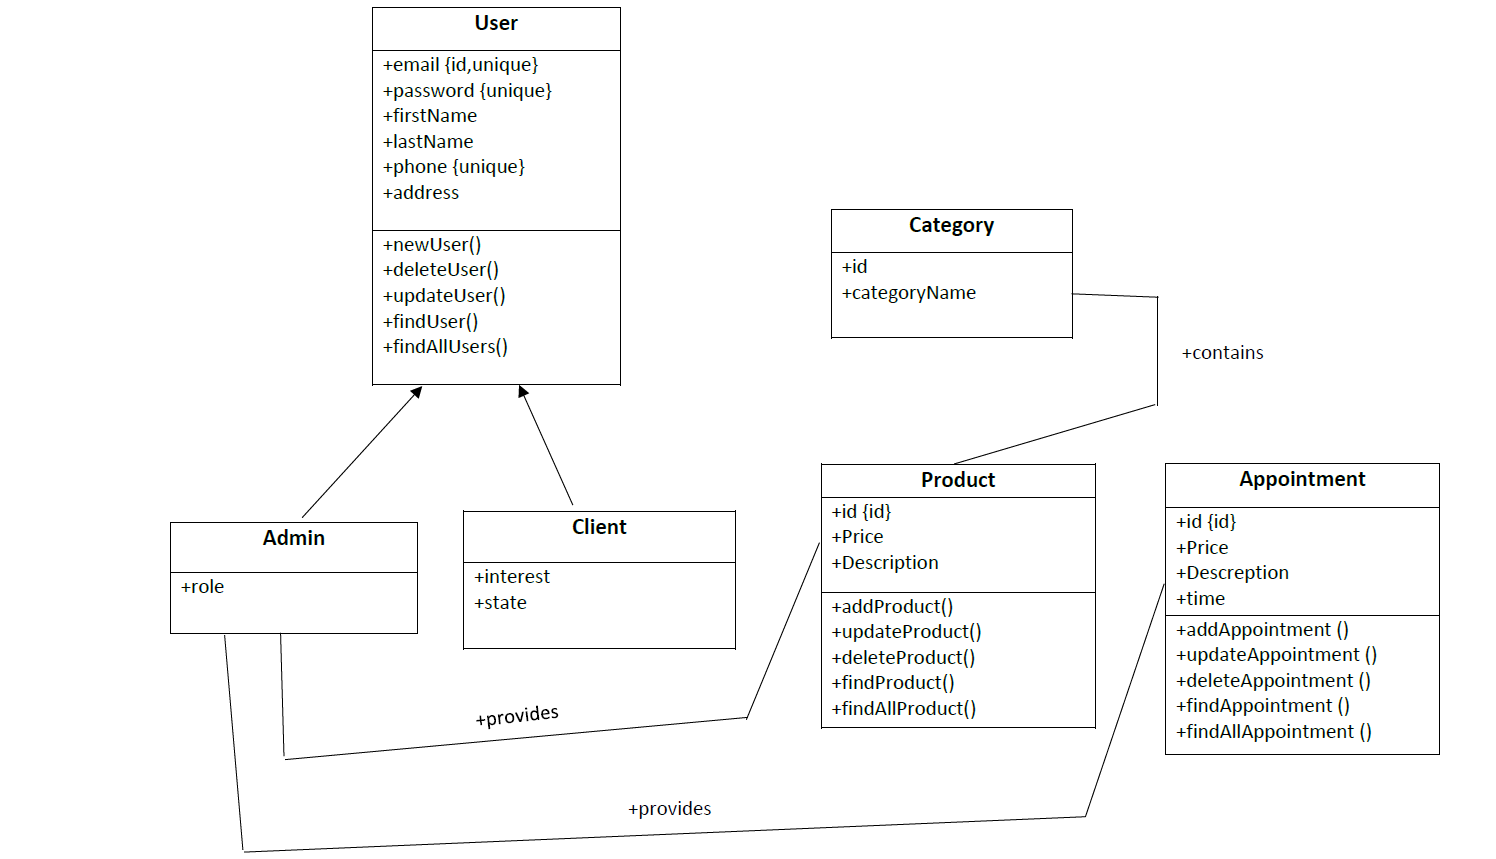 User
+email {id,unique}
+password {unique}
+firstName
+lastName
+phone {unique}
+address
+newUser()
+deleteUser()
+updateUser()
+findUser()
+findAllUsers()
Category
+id
+categoryName
+contains
Admin
+role
Client
+interest
+state
Product
+id {id}
+Price
+Description
+addProduct()
+updateProduct()
+deleteProduct()
+findProduct()
+findAllProduct()
Appointment
+id {id}
+Price
+Descreption
+time
+addAppointment ()
+updateAppointment ()
+deleteAppointment ()
+findAppointment ()
+findAllAppointment ()
+provides
+provides